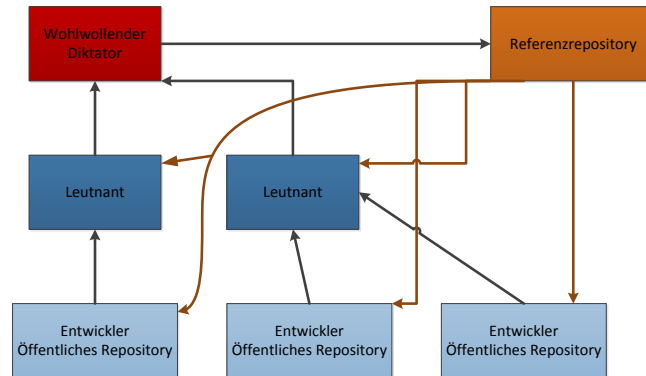 Wohlwollender
Diktator
Referenzrepository
Leutnant
Leutnant
Entwickler
Öffentliches Repository
Entwickler
Öffentliches Repository
Entwickler
Öffentliches Repository